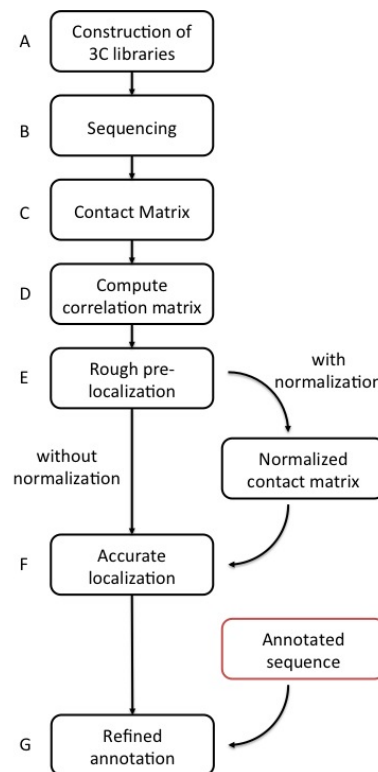 A
Construction of
3C libraries
B
Sequencing
C
Contact Matrix
D
Compute
correlation matrix
E
Rough pre-
localization
with
normalization
without
normalization
Normalized
contact matrix
F
Accurate
localization
Annotated
sequence
G
Refined
annotation